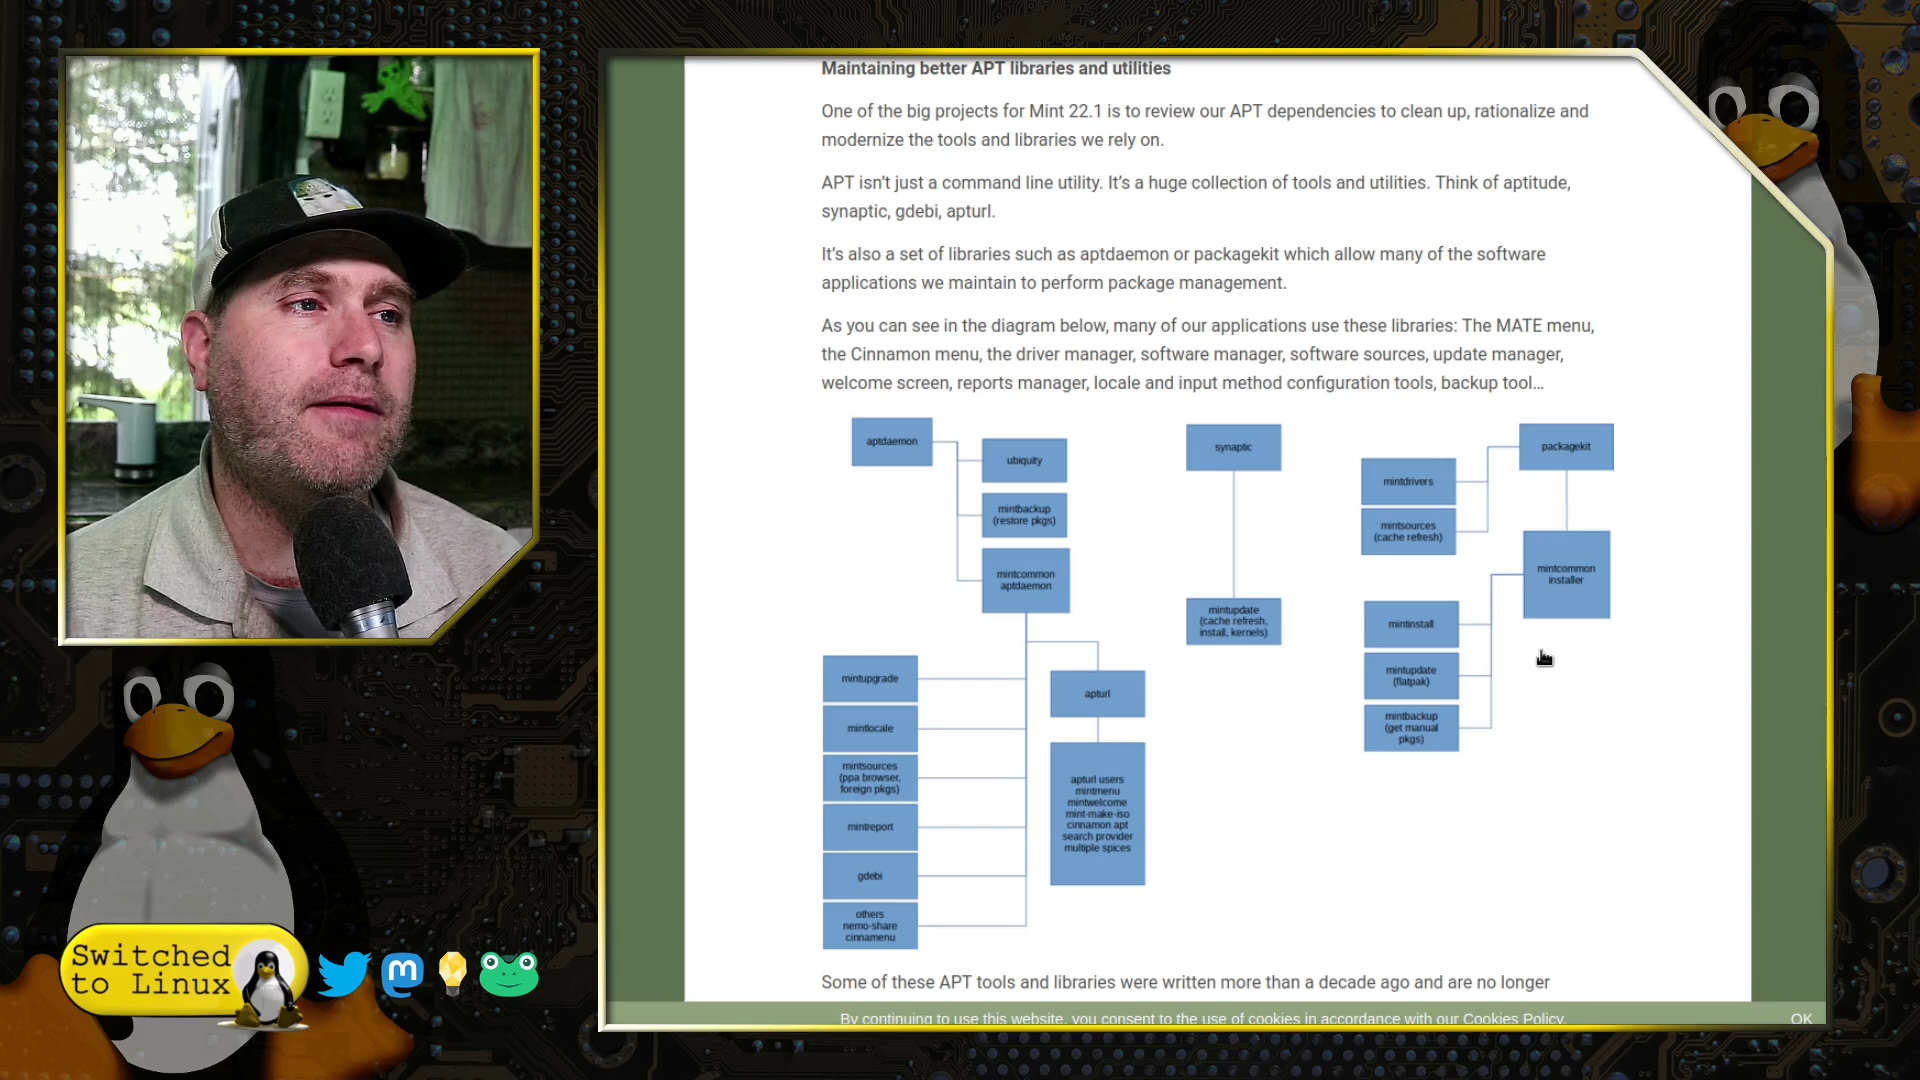 Maintaining better APT libraries and utilities
One of the big projects for Mint 22.1 is to review our APT dependencies to clean up, rationalize and
modernize the tools and libraries we rely on.
APT isn’t just a command line utility. It’s a huge collection of tools and utilities. Think of aptitude,
synaptic, gdebi, apturl.
It’s also a set of libraries such as aptdaemon or packagekit which allow many of the software
applications we maintain to perform package management.
As you can see in the diagram below, many of our applications use these libraries: The MATE menu,
the Cinnamon menu, the driver manager, software manager, software sources, update manager,
welcome screen, reports manager, locale and input method configuration tools, backup tool…
aptdaemon
ubiquity
mintbackup
(restore pkgs)
mintcommon
aptdaemon
mintupgrade
mintlocale
mintsources
(ppa browser,
foreign pkgs)
mintreport
gdebi
others
nemo-share
cinnamenu
apturl
apturl users
mintmenu
mintwelcome
mint-make-iso
cinnamon apt
search provider
multiple spices
synaptic
mintupdate
(cache refresh,
install, kernels)
packagekit
mintdrivers
mintsources
(cache refresh)
mintcommon
installer
mintinstall
mintupdate
(flatpak)
mintbackup
(get manual
pkgs)
Some of these APT tools and libraries were written more than a decade ago and are no longer
By continuing to use this website, you consent to the use of cookies in accordance with our Cookies Policy.
OK
Switched
to Linux